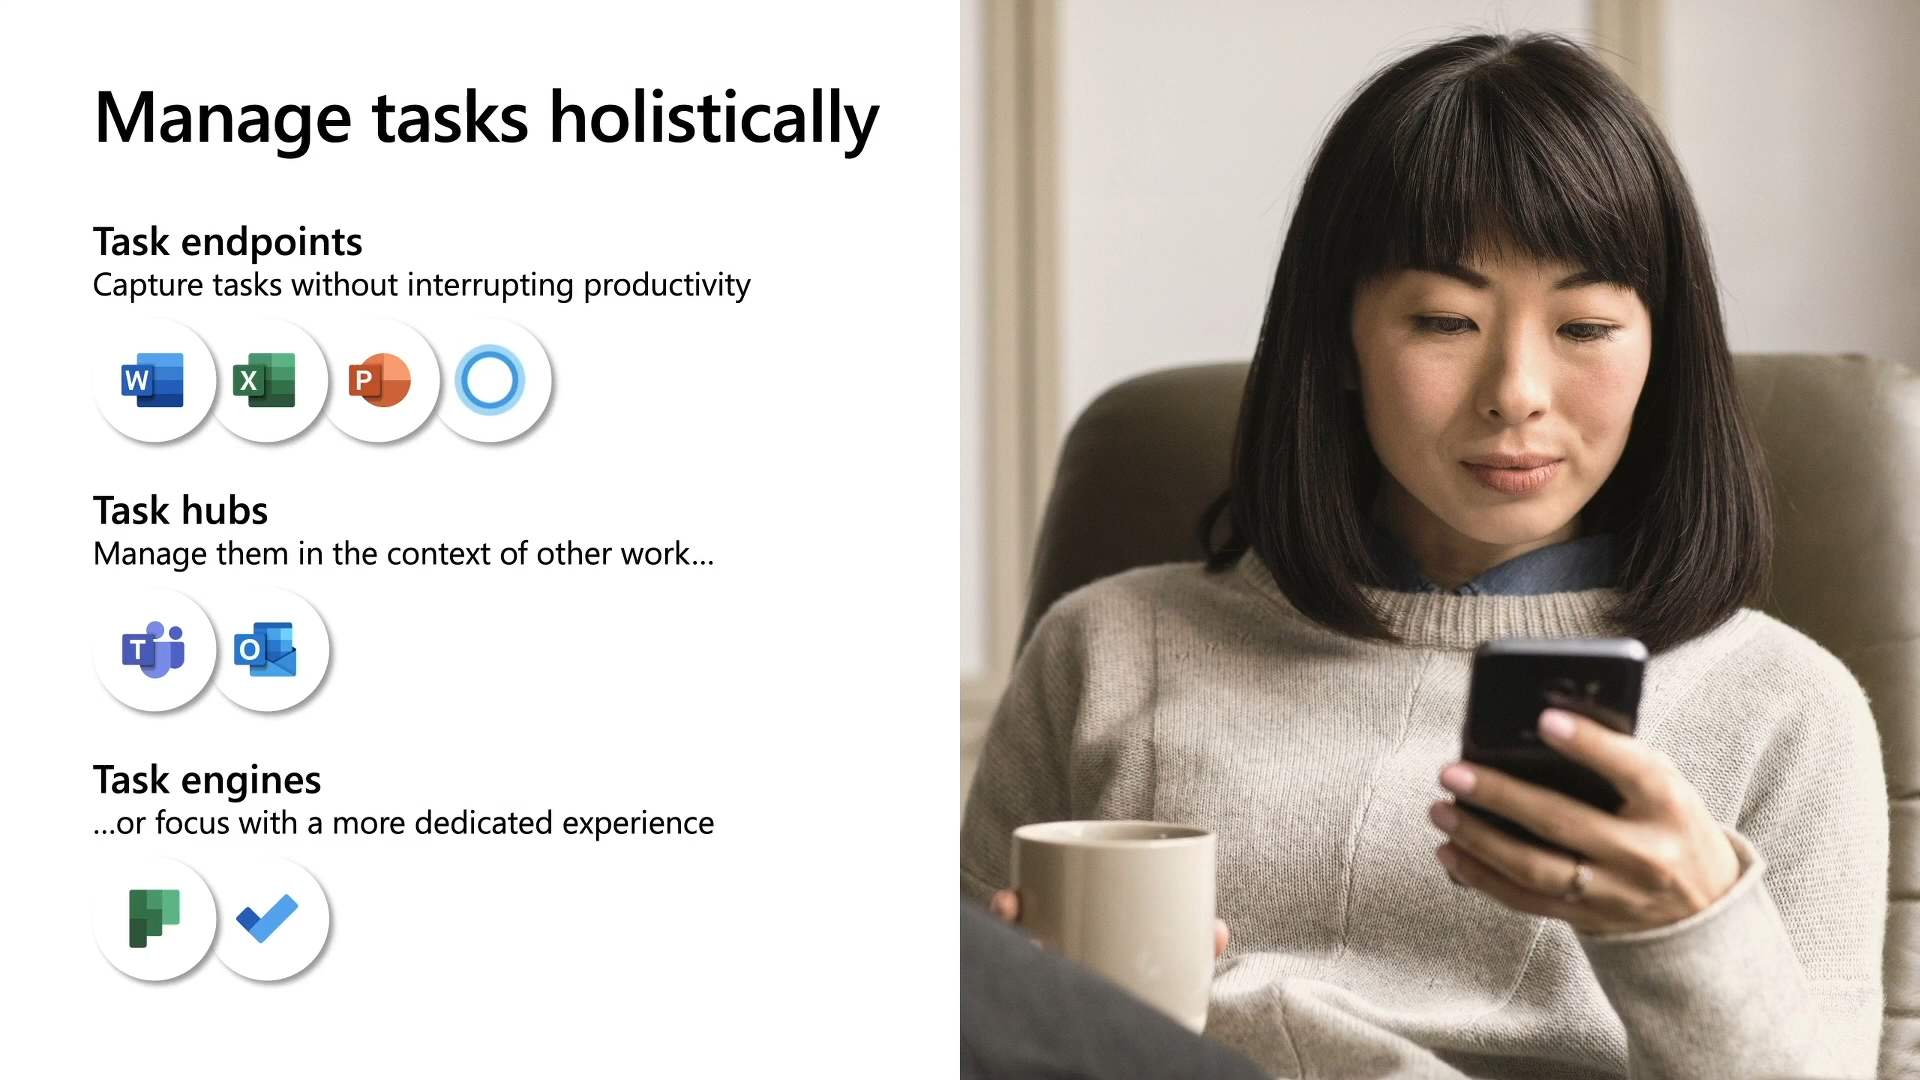 Manage tasks holistically
Task endpoints
Capture tasks without interrupting productivity
W X P
Task hubs
Manage them in the context of other work...
T O
Task engines
...or focus with a more dedicated experience